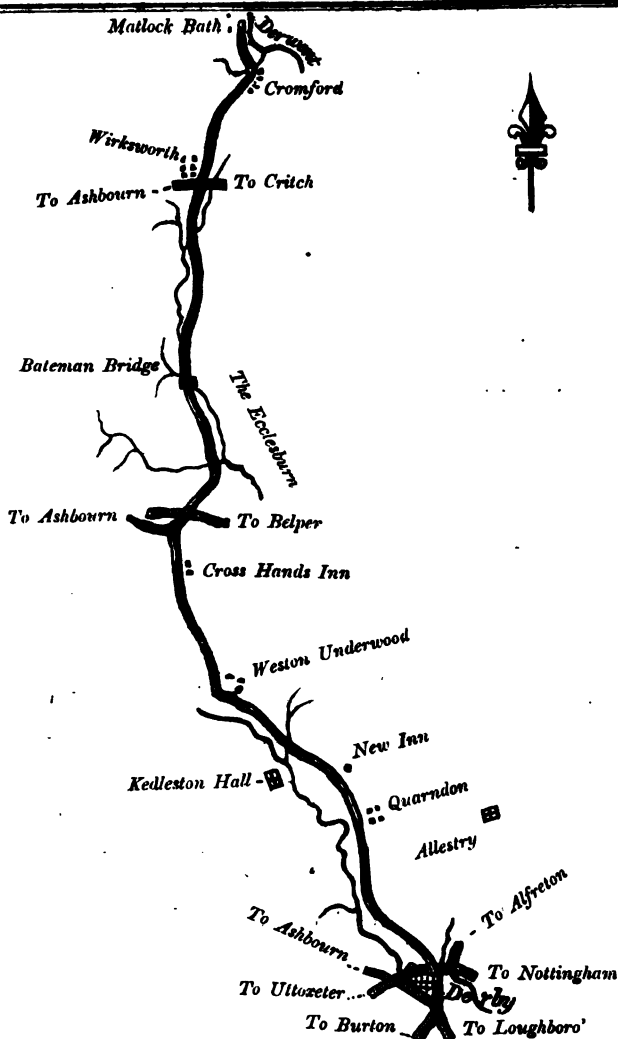 Matlock Bath
Derwent
Cromford
Wirksworth
To Ashbourn
To Critch
Bateman Bridge
The Ecclesburn
To Ashbourn
To Belper
Cross Hands Inn
Weston Underwood
New Inn
Kedleston Hall
Quarndon
Allestry
To Alfreton
To Ashbourn
To Nottingham
To Uttoxeter
Derby
To Burton
To Loughboro'